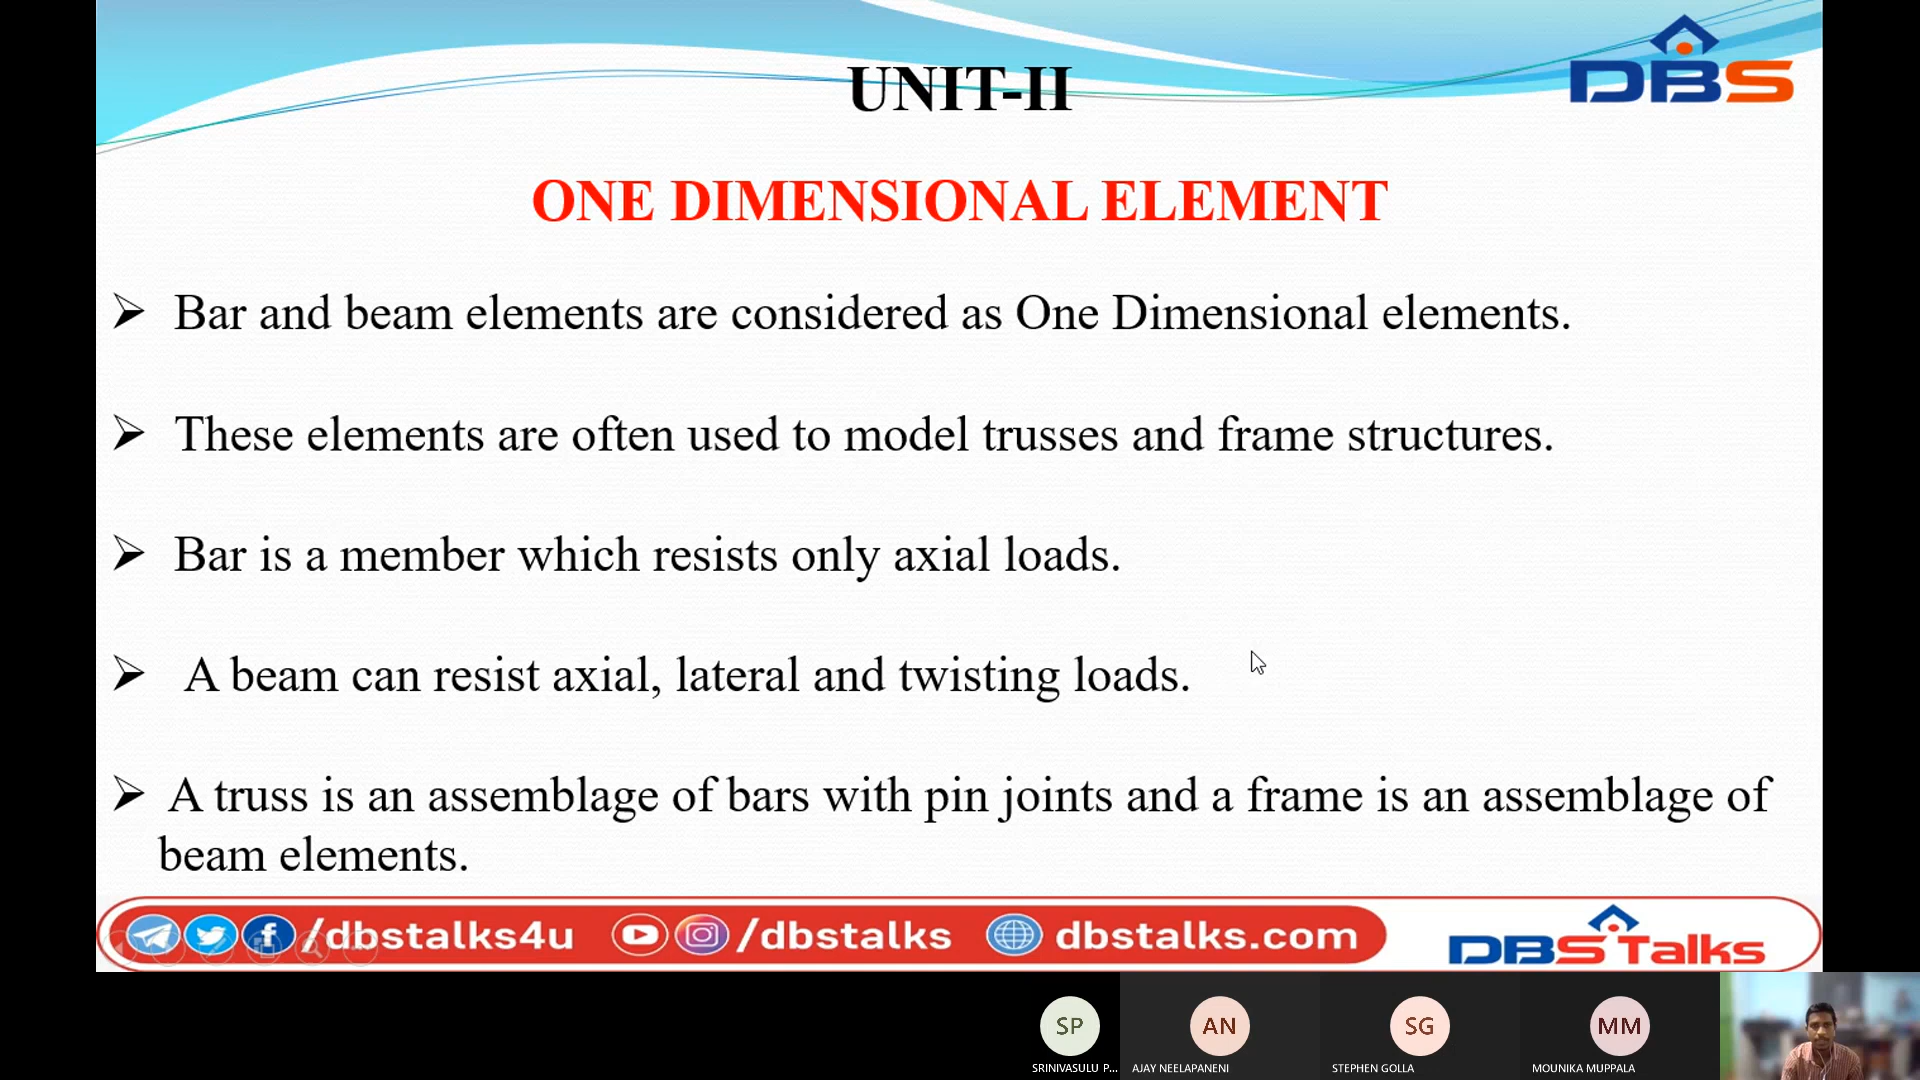 DBS
UNIT-II
ONE DIMENSIONAL ELEMENT
Bar and beam elements are considered as One Dimensional elements.
These elements are often used to model trusses and frame structures.
Bar is a member which resists only axial loads.
A beam can resist axial, lateral and twisting loads.
A truss is an assemblage of bars with pin joints and a frame is an assemblage of
beam elements.
/dbstalks4u /dbstalks dbstalks.com DBS Talks
SP AN SG MM
SRINIVASULU P... AJAY NEELAPANENI STEPHEN GOLLA MOUNIKA MUPPALA